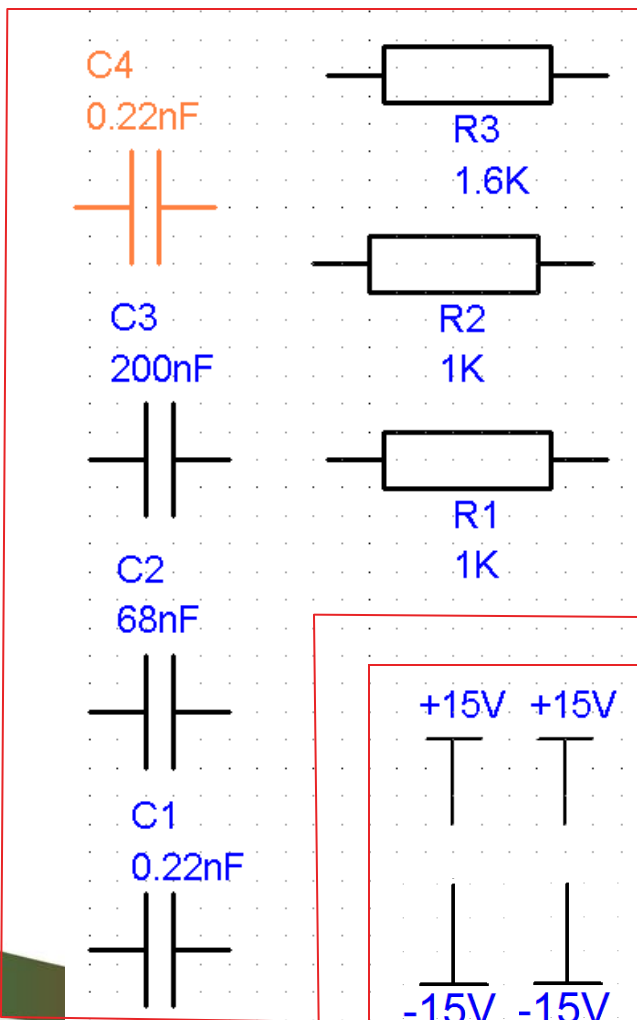 C4
0.22nF
R3
1.6K
C3
200nF
R2
1K
C2
68nF
R1
1K
+15V +15V
C1
0.22nF
-15V -15V